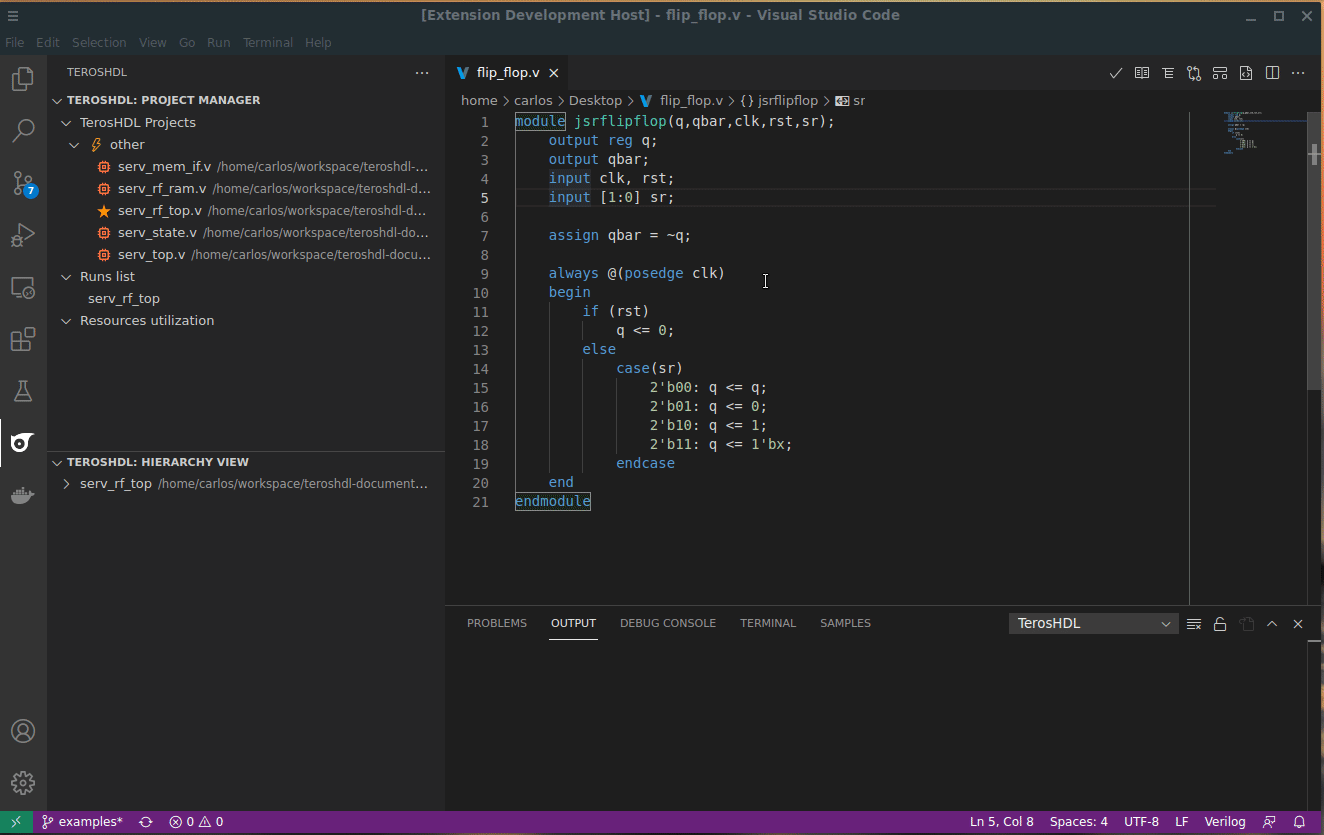 [Extension Development Host] - flip_flop.v - Visual Studio Code
File Edit Selection View Go Run Terminal Help
TEROSHDL
TEROSHDL: PROJECT MANAGER
TerosHDL Projects
other
serv_mem_if.v /home/carlos/workspace/teroshdl-...
serv_rf_ram.v /home/carlos/workspace/teroshdl-d...
serv_rf_top.v /home/carlos/workspace/teroshdl-d...
serv_state.v /home/carlos/workspace/teroshdl-do...
serv_top.v /home/carlos/workspace/teroshdl-docu...
Runs list
serv_rf_top
Resources utilization
TEROSHDL: HIERARCHY VIEW
serv_rf_top /home/carlos/workspace/teroshdl-document...
7
flip_flop.v
home > carlos > Desktop > flip_flop.v > {} jsrflipflop > sr
1 module jsrflipflop(q,qbar,clk,rst,sr);
2 output reg q;
3 output qbar;
4 input clk, rst;
5 input [1:0] sr;
6
7 assign qbar = ~q;
8
9 always @(posedge clk)
10 begin
11 if (rst)
12 q <= 0;
13 else
14 case(sr)
15 2'b00: q <= q;
16 2'b01: q <= 0;
17 2'b10: q <= 1;
18 2'b11: q <= 1'bx;
19 endcase
20 end
21 endmodule
PROBLEMS OUTPUT DEBUG CONSOLE TERMINAL SAMPLES TerosHDL
examples* 0 0 Ln 5, Col 8 Spaces: 4 UTF-8 LF Verilog